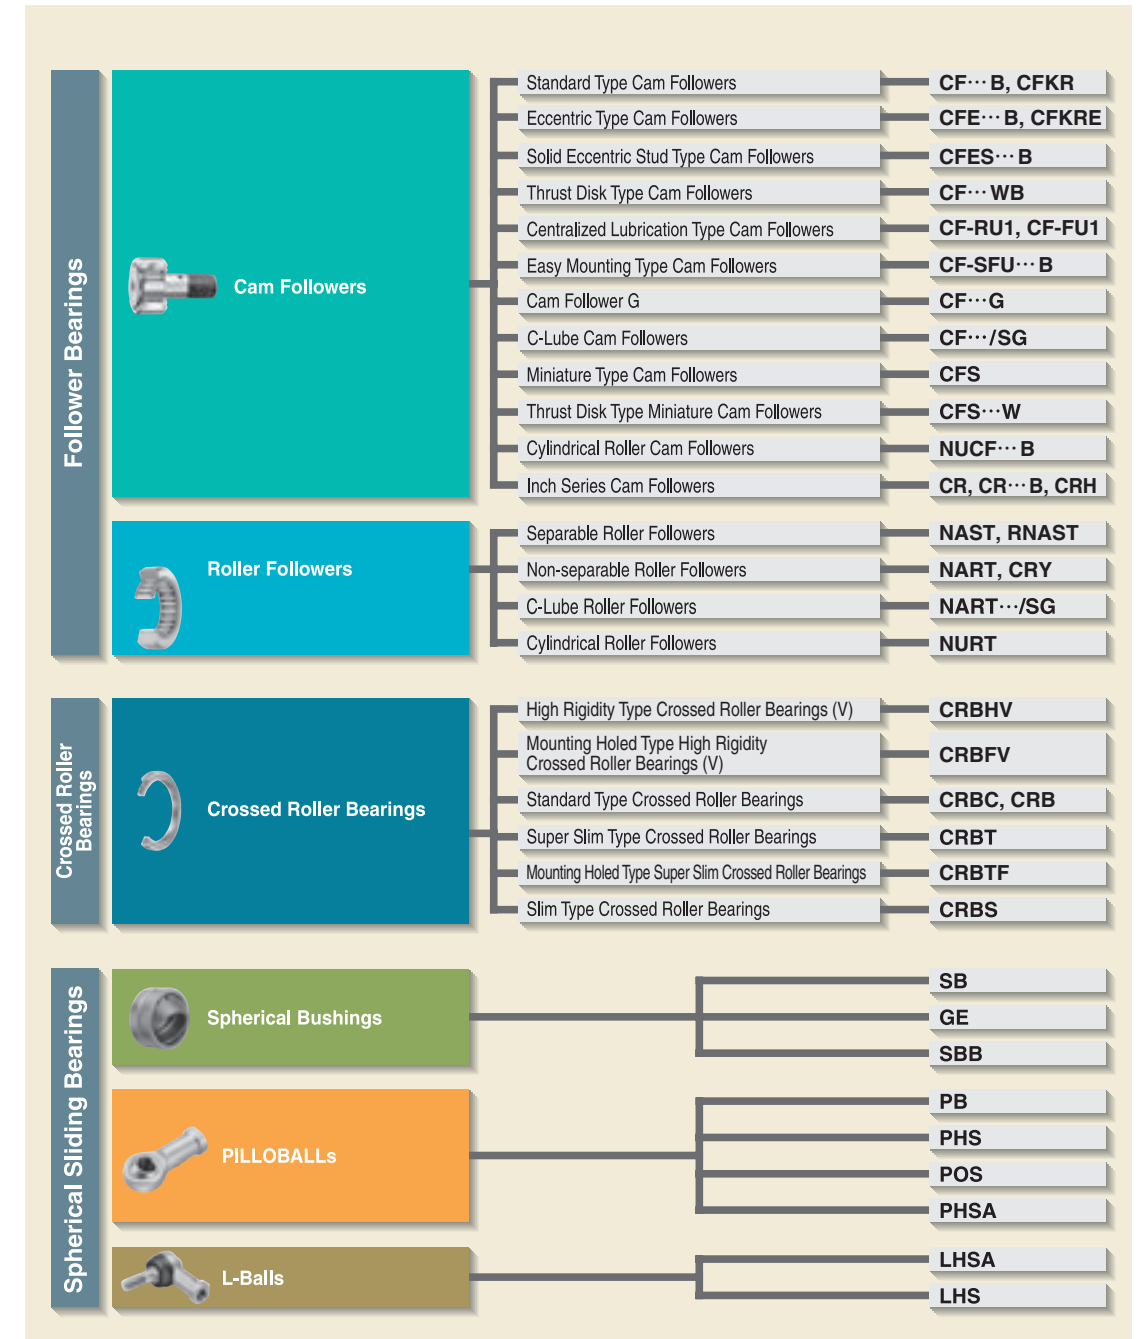 Follower Bearings
Cam Followers
Standard Type Cam Followers
CF··· B, CFKR
Eccentric Type Cam Followers
CFE··· B, CFKRE
Solid Eccentric Stud Type Cam Followers
CFES··· B
Thrust Disk Type Cam Followers
CF··· WB
Centralized Lubrication Type Cam Followers
CF-RU1, CF-FU1
Easy Mounting Type Cam Followers
CF-SFU··· B
Cam Follower G
CF···G
C-Lube Cam Followers
CF···/SG
Miniature Type Cam Followers
CFS
Thrust Disk Type Miniature Cam Followers
CFS···W
Cylindrical Roller Cam Followers
NUCF··· B
Inch Series Cam Followers
CR, CR··· B, CRH
Roller Followers
Separable Roller Followers
NAST, RNAST
Non-separable Roller Followers
NART, CRY
C-Lube Roller Followers
NART···/SG
Cylindrical Roller Followers
NURT
Crossed Roller
Bearings
Crossed Roller Bearings
High Rigidity Type Crossed Roller Bearings (V)
CRBHV
Mounting Holed Type High Rigidity
Crossed Roller Bearings (V)
CRBFV
Standard Type Crossed Roller Bearings
CRBC, CRB
Super Slim Type Crossed Roller Bearings
CRBT
Mounting Holed Type Super Slim Crossed Roller Bearings
CRBTF
Slim Type Crossed Roller Bearings
CRBS
Spherical Sliding Bearings
Spherical Bushings
SB
GE
SBB
PILLOBALLs
PB
PHS
POS
PHSA
L-Balls
LHSA
LHS